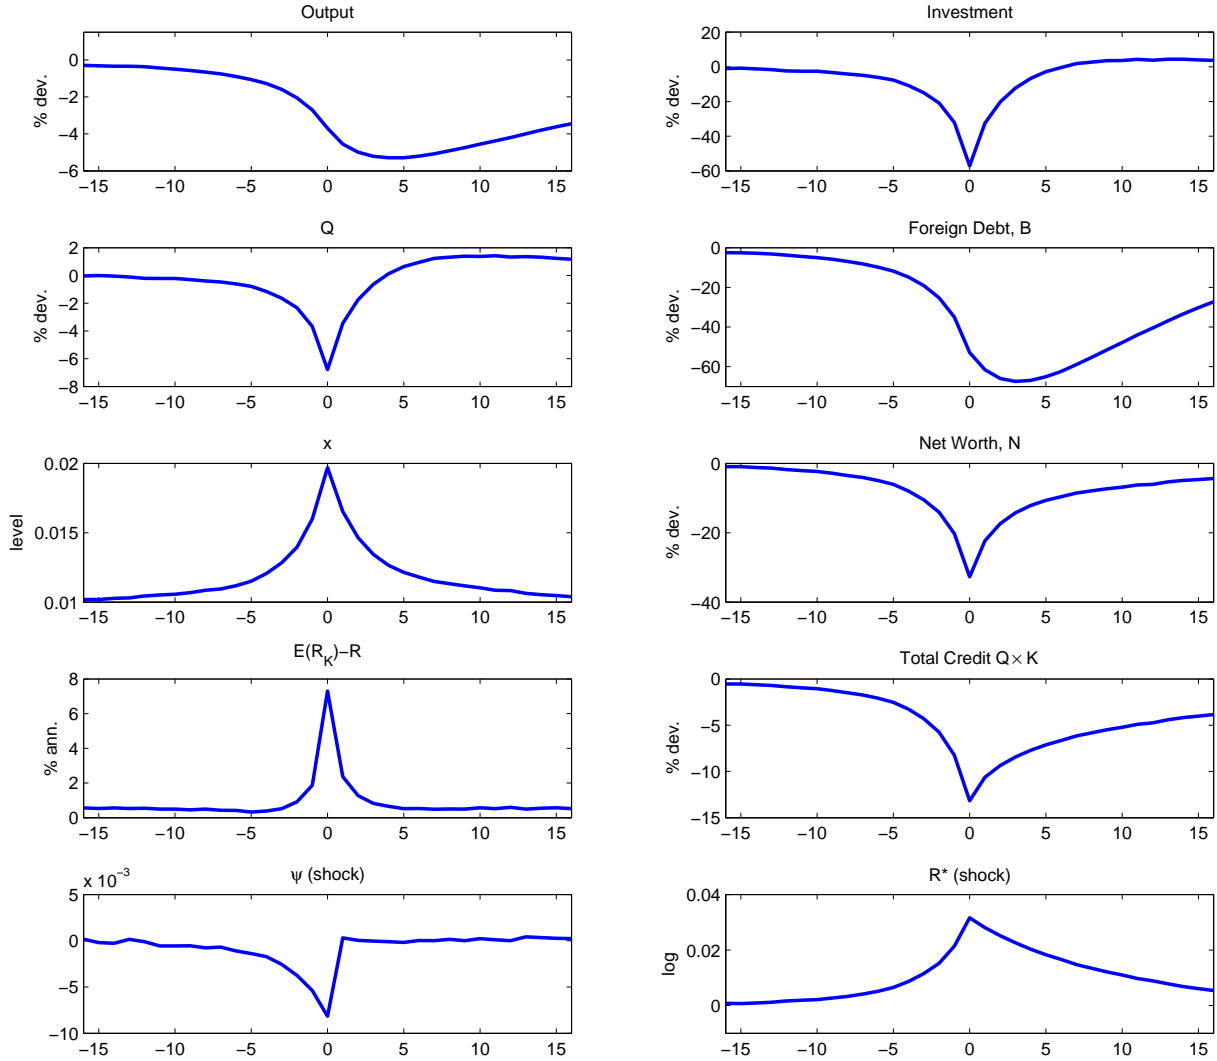 Output
% dev.
0
−2
−4
−6
−15 −10 −5 0 5 10 15
Investment
% dev.
20
0
−20
−40
−60
−15 −10 −5 0 5 10 15
Q
% dev.
2
0
−2
−4
−6
−8
−15 −10 −5 0 5 10 15
Foreign Debt, B
% dev.
0
−20
−40
−60
−15 −10 −5 0 5 10 15
x
level
0.02
0.015
0.01
−15 −10 −5 0 5 10 15
Net Worth, N
% dev.
0
−20
−40
−15 −10 −5 0 5 10 15
E(R_K)−R
% ann.
8
6
4
2
0
−15 −10 −5 0 5 10 15
Total Credit Q× K
% dev.
0
−5
−10
−15
−15 −10 −5 0 5 10 15
ψ (shock)
x 10⁻³
5
0
−5
−10
−15 −10 −5 0 5 10 15
R* (shock)
log
0.04
0.02
0
−15 −10 −5 0 5 10 15